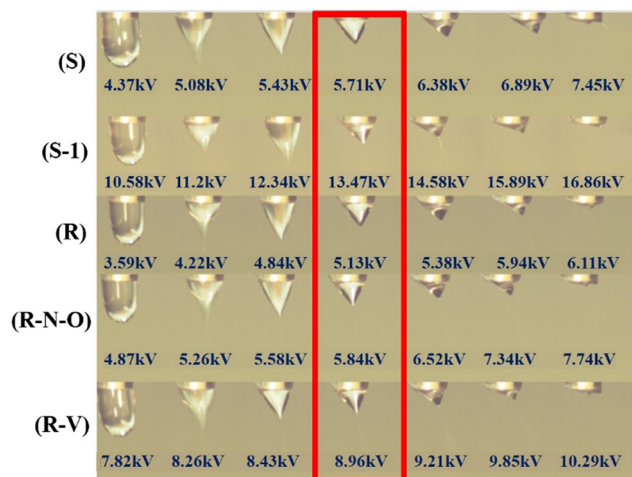 (S)
4.37kV 5.08kV 5.43kV 5.71kV 6.38kV 6.89kV 7.45kV
(S-1)
10.58kV 11.2kV 12.34kV 13.47kV 14.58kV 15.89kV 16.86kV
(R)
3.59kV 4.22kV 4.84kV 5.13kV 5.38kV 5.94kV 6.11kV
(R-N-O)
4.87kV 5.26kV 5.58kV 5.84kV 6.52kV 7.34kV 7.74kV
(R-V)
7.82kV 8.26kV 8.43kV 8.96kV 9.21kV 9.85kV 10.29kV